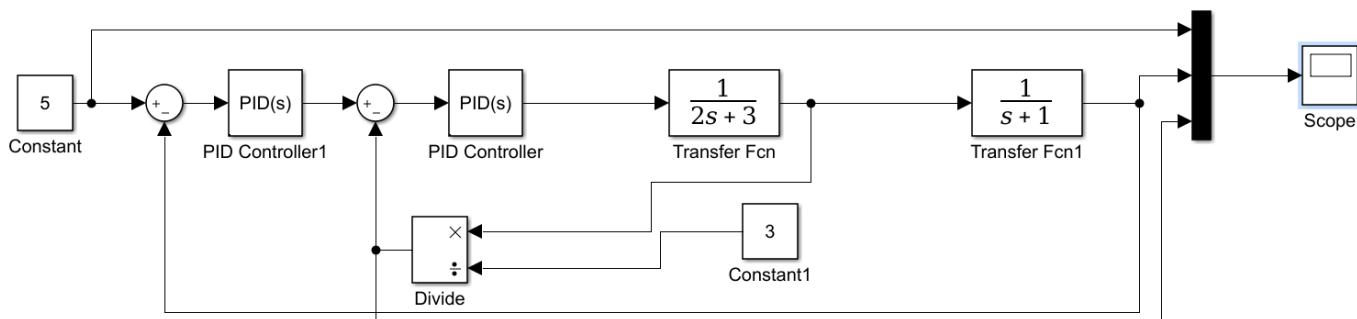 5
Constant
+
−
PID(s)
PID Controller1
+
−
PID(s)
PID Controller
1
2s + 3
Transfer Fcn
1
s + 1
Transfer Fcn1
Scope
×
÷
Divide
3
Constant1